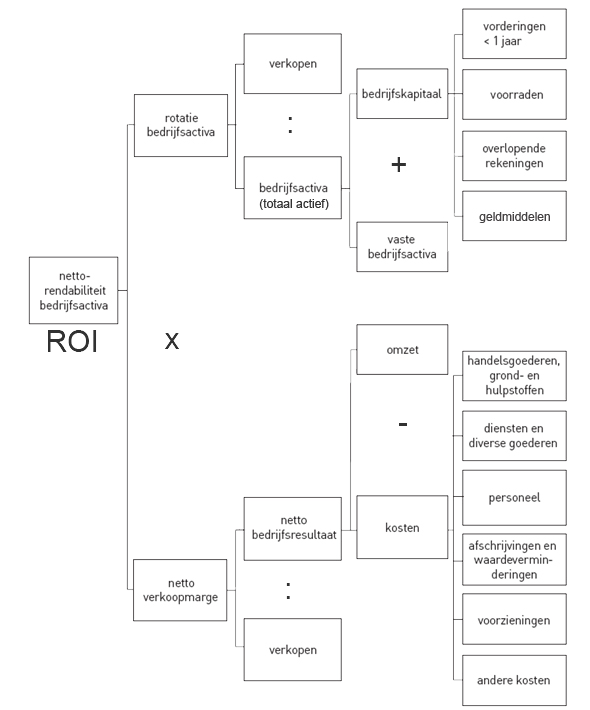 vorderingen
< 1 jaar
verkopen
bedrijfskapitaal
voorraden
rotatie
bedrijfsactiva
:
overlopende
rekeningen
+
bedrijfsactiva
(totaal actief)
geldmiddelen
vaste
bedrijfsactiva
netto-
rendabiliteit
bedrijfsactiva
ROI
x
omzet
handelsgoederen,
grond- en
hulpstoffen
-
diensten en
diverse goederen
personeel
netto
bedrijfsresultaat
kosten
afschrijvingen en
waardevermin-
deringen
netto
verkoopmarge
:
voorzieningen
verkopen
andere kosten